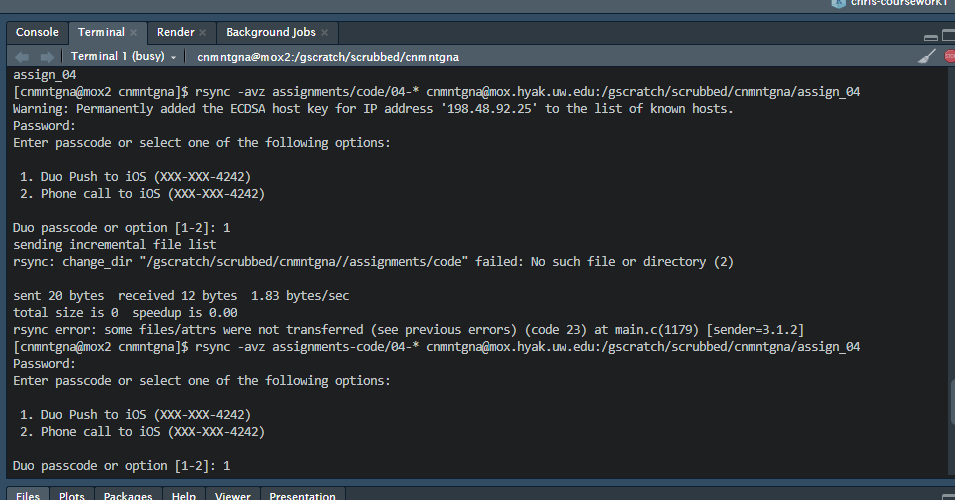 chris-coursework1
Console Terminal Render Background Jobs
Terminal 1 (busy) cnmntgna@mox2:/gscratch/scrubbed/cnmntgna
assign_04
[cnmntgna@mox2 cnmntgna]$ rsync -avz assignments/code/04-* cnmntgna@mox.hyak.uw.edu:/gscratch/scrubbed/cnmntgna/assign_04
Warning: Permanently added the ECDSA host key for IP address '198.48.92.25' to the list of known hosts.
Password:
Enter passcode or select one of the following options:
1. Duo Push to iOS (XXX-XXX-4242)
2. Phone call to iOS (XXX-XXX-4242)
Duo passcode or option [1-2]: 1
sending incremental file list
rsync: change_dir "/gscratch/scrubbed/cnmntgna//assignments/code" failed: No such file or directory (2)
sent 20 bytes  received 12 bytes  1.83 bytes/sec
total size is 0  speedup is 0.00
rsync error: some files/attrs were not transferred (see previous errors) (code 23) at main.c(1179) [sender=3.1.2]
[cnmntgna@mox2 cnmntgna]$ rsync -avz assignments-code/04-* cnmntgna@mox.hyak.uw.edu:/gscratch/scrubbed/cnmntgna/assign_04
Password:
Enter passcode or select one of the following options:
1. Duo Push to iOS (XXX-XXX-4242)
2. Phone call to iOS (XXX-XXX-4242)
Duo passcode or option [1-2]: 1
Files Plots Packages Help Viewer Presentation